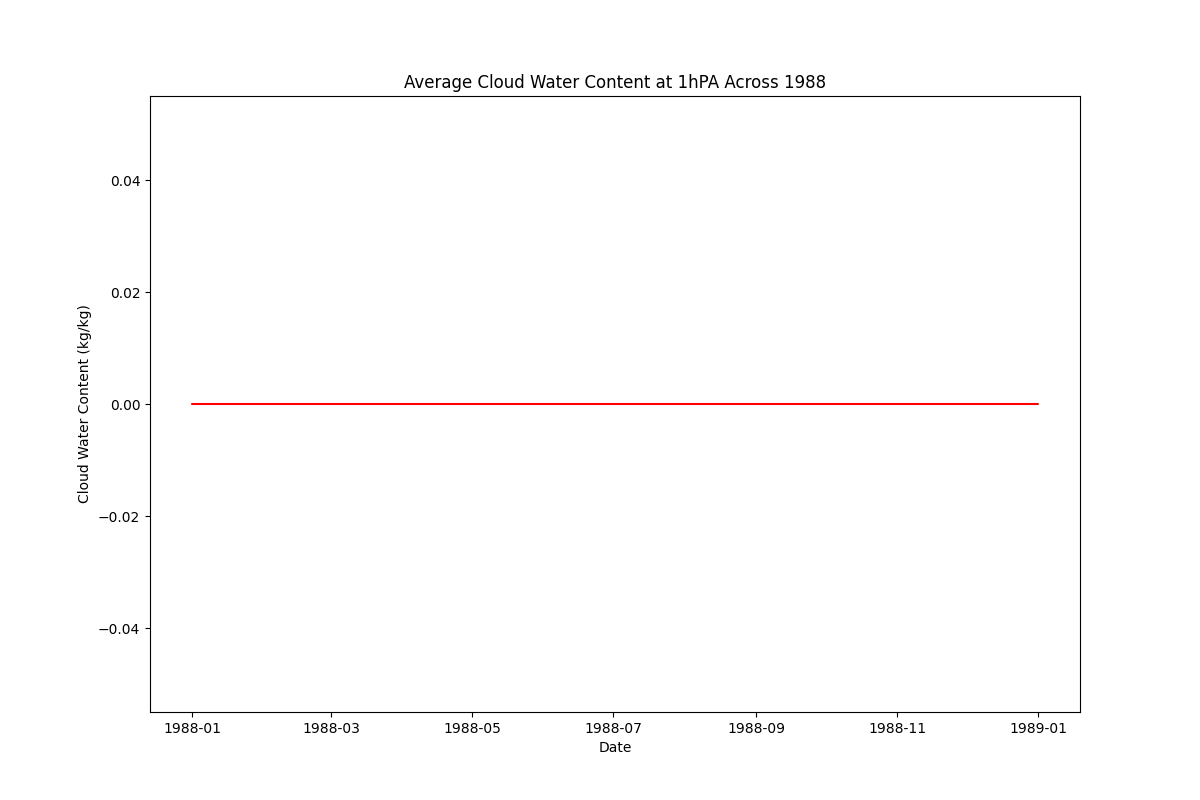 Average Cloud Water Content at 1hPA Across 1988
0.04
0.02
0.00
−0.02
−0.04
Cloud Water Content (kg/kg)
1988-01 1988-03 1988-05 1988-07 1988-09 1988-11 1989-01
Date